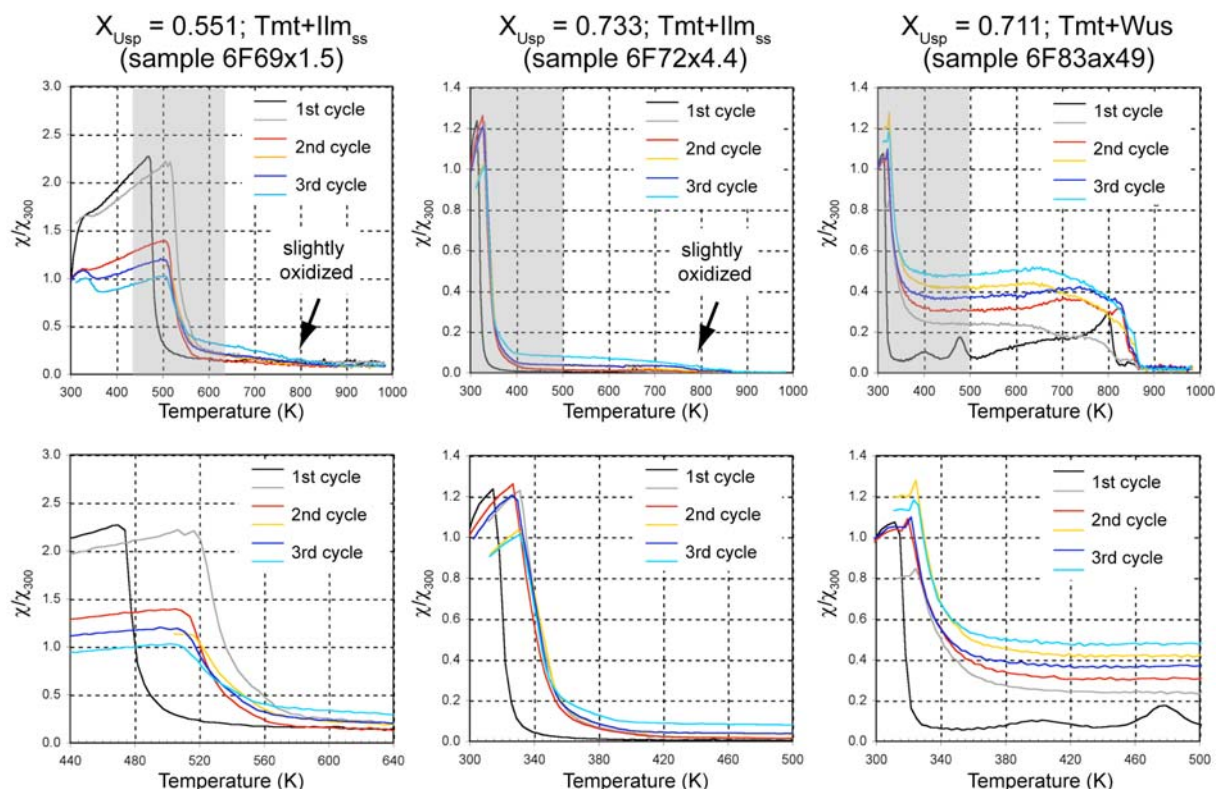 X_Usp = 0.551; Tmt+Ilm_ss
(sample 6F69x1.5)
3.0
2.5
2.0
1.5
1.0
0.5
0.0
χ/χ300
1st cycle
2nd cycle
3rd cycle
slightly
oxidized
300 400 500 600 700 800 900 1000
Temperature (K)
X_Usp = 0.733; Tmt+Ilm_ss
(sample 6F72x4.4)
1.4
1.2
1.0
0.8
0.6
0.4
0.2
0.0
1st cycle
2nd cycle
3rd cycle
slightly
oxidized
300 400 500 600 700 800 900 1000
Temperature (K)
X_Usp = 0.711; Tmt+Wus
(sample 6F83ax49)
1.4
1.2
1.0
0.8
0.6
0.4
0.2
0.0
1st cycle
2nd cycle
3rd cycle
300 400 500 600 700 800 900 1000
Temperature (K)
3.0
2.5
2.0
1.5
1.0
0.5
0.0
χ/χ300
1st cycle
2nd cycle
3rd cycle
440 480 520 560 600 640
Temperature (K)
1.4
1.2
1.0
0.8
0.6
0.4
0.2
0.0
1st cycle
2nd cycle
3rd cycle
300 340 380 420 460 500
Temperature (K)
1.4
1.2
1.0
0.8
0.6
0.4
0.2
0.0
1st cycle
2nd cycle
3rd cycle
300 340 380 420 460 500
Temperature (K)